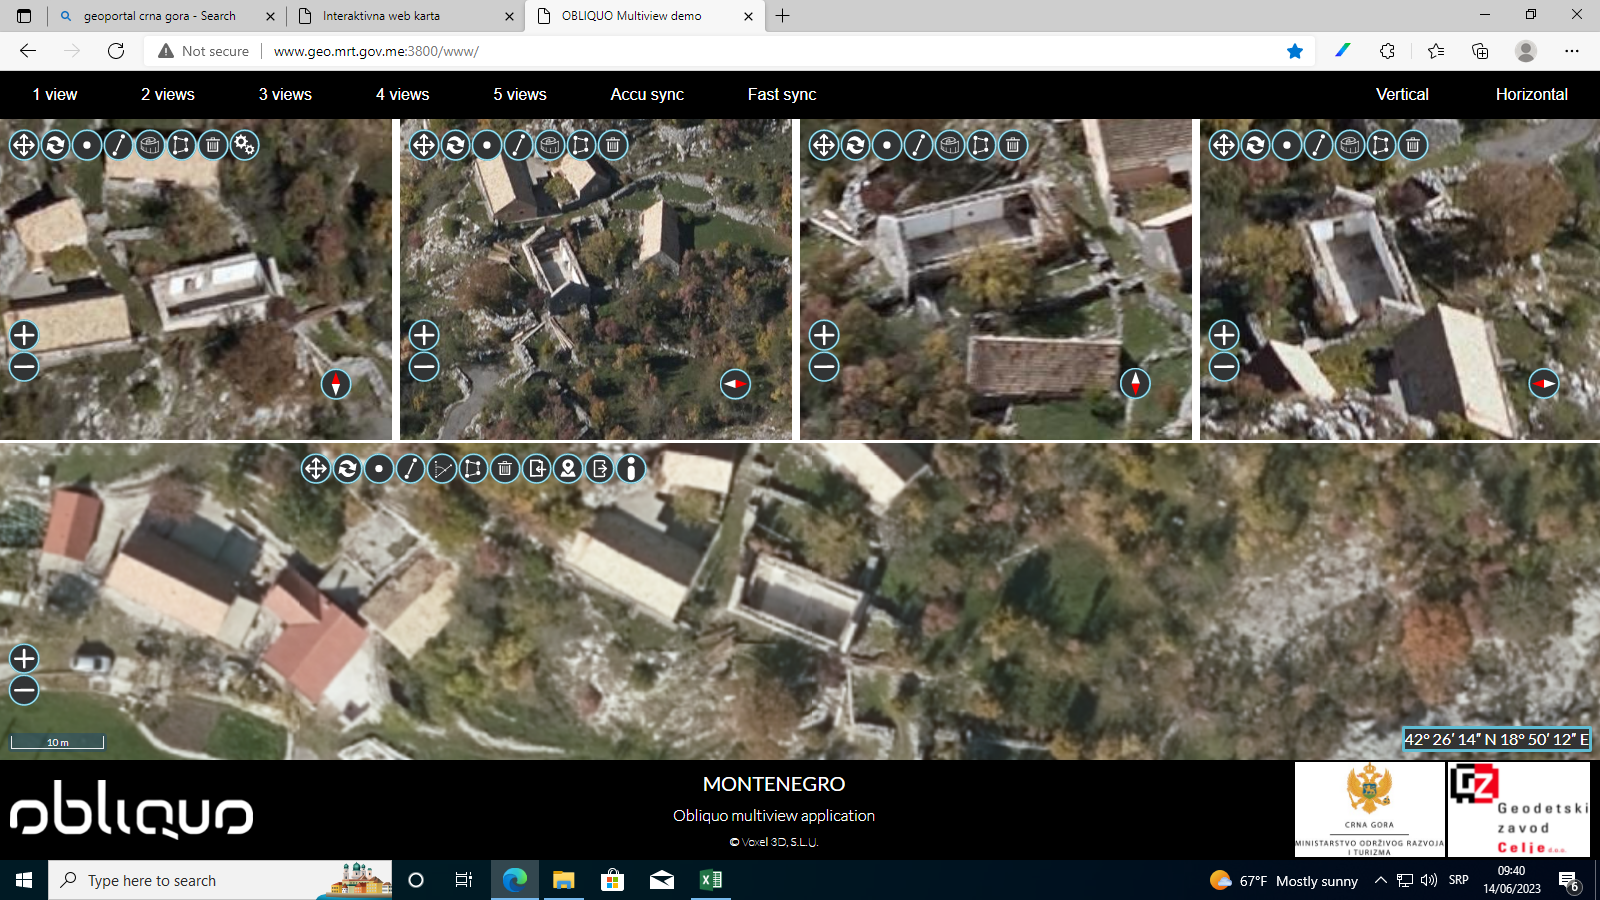 geoportal crna gora - Search
Interaktivna web karta
OBLIQUO Multiview demo
Not secure
www.geo.mrt.gov.me:3800/www/
1 view
2 views
3 views
4 views
5 views
Accu sync
Fast sync
Vertical
Horizontal
10 m
42° 26′ 14″ N 18° 50′ 12″ E
obliquo
MONTENEGRO
Obliquo multiview application
© Voxel 3D, S.L.U.
CRNA GORA
MINISTARSTVO ODRŽIVOG RAZVOJA
I TURIZMA
GZ
Geodetski
zavod
Celje d.o.o.
Type here to search
67°F Mostly sunny
SRP
09:40
14/06/2023
6